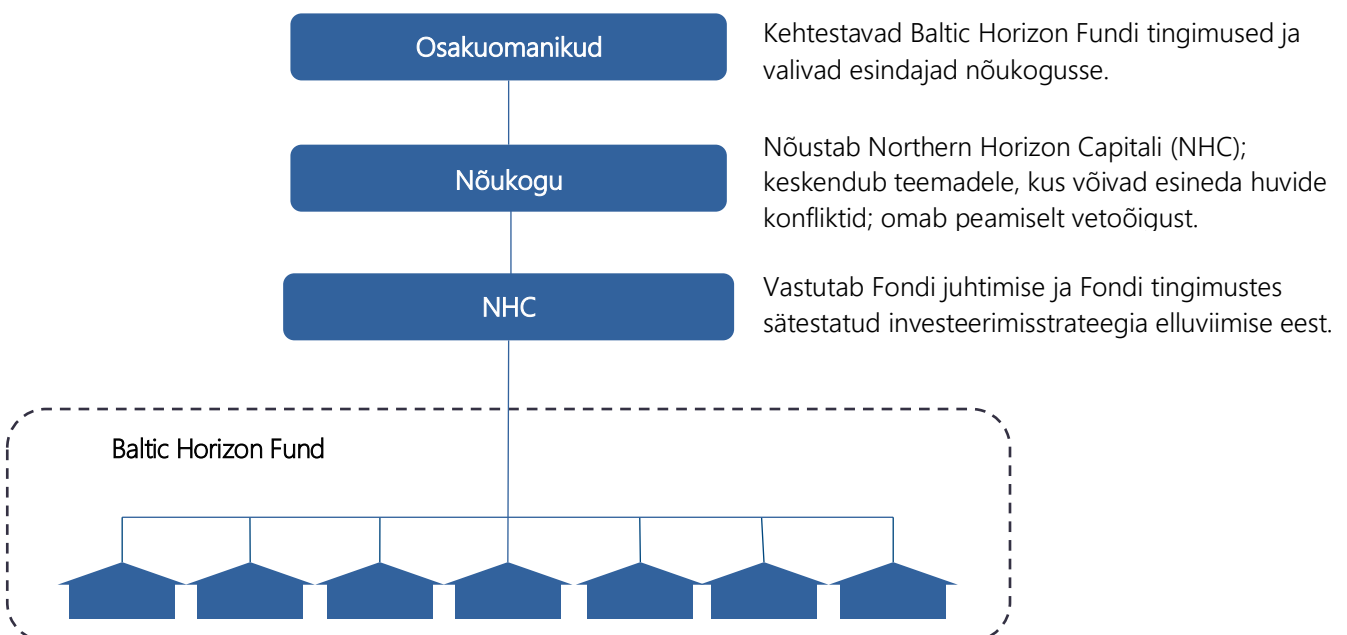 Osakuomanikud
Kehtestavad Baltic Horizon Fundi tingimused ja
valivad esindajad nõukogusse.
Nõukogu
Nõustab Northern Horizon Capitali (NHC);
keskendub teemadele, kus võivad esineda huvide
konfliktid; omab peamiselt vetoõigust.
NHC
Vastutab Fondi juhtimise ja Fondi tingimustes
sätestatud investeerimisstrateegia elluviimise eest.
Baltic Horizon Fund